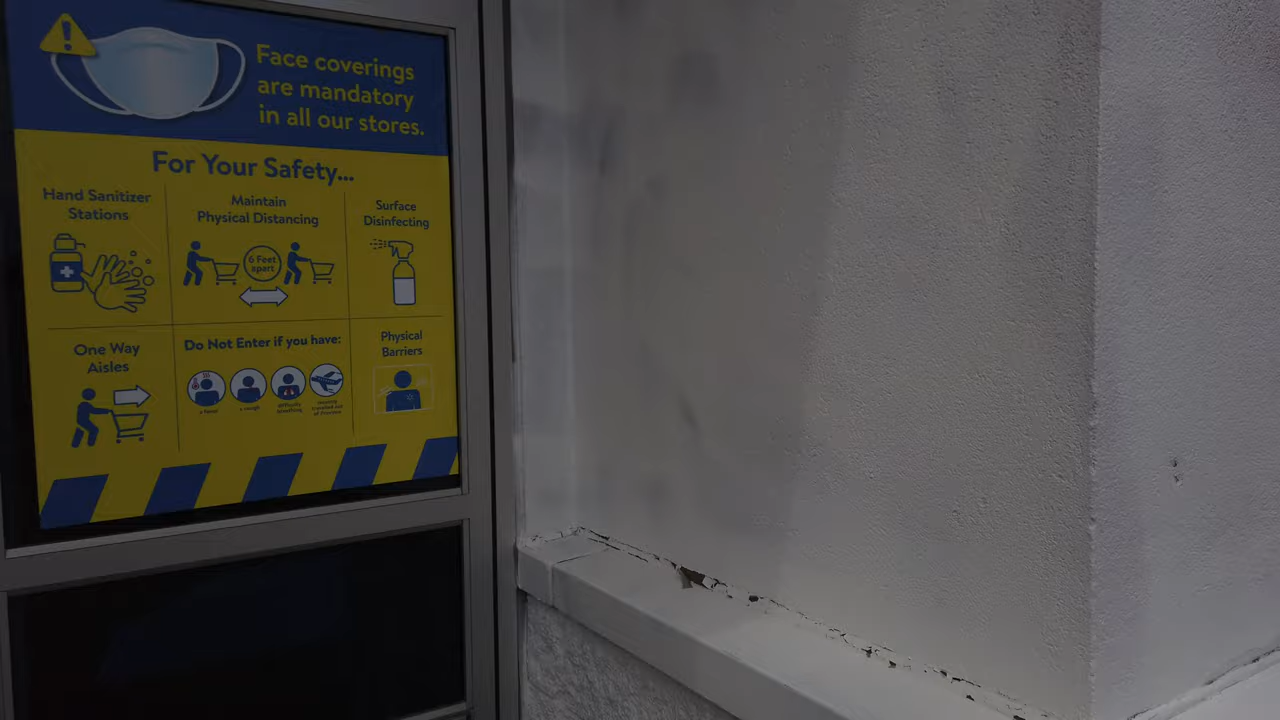 Face coverings
are mandatory
in all our stores.
For Your Safety...
Hand Sanitizer
Stations
Maintain
Physical Distancing
6 Feet
apart
Surface
Disinfecting
One Way
Aisles
Do Not Enter if you have:
a fever
a cough
difficulty
breathing
recently
travelled out
of Province
Physical
Barriers